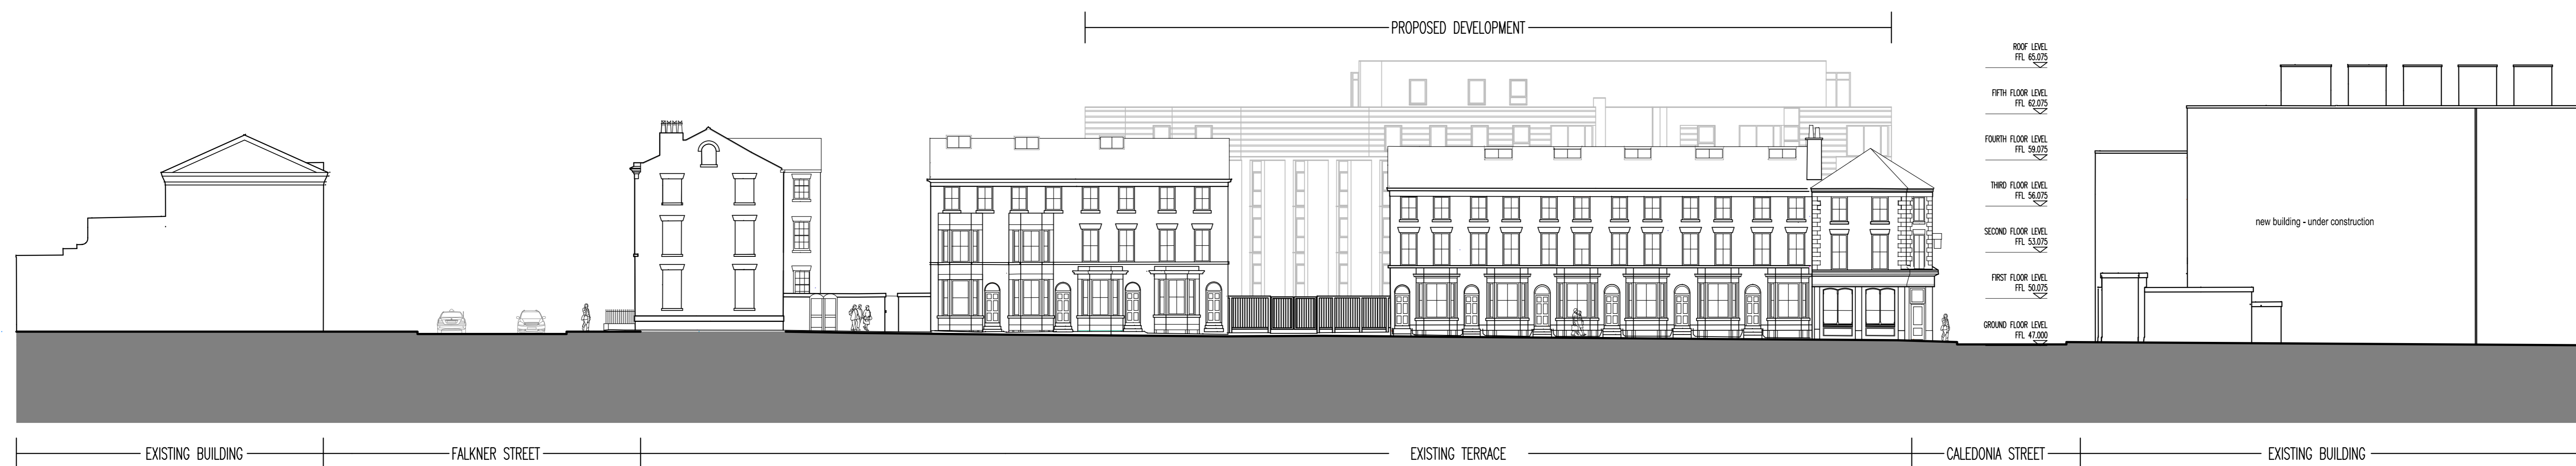 PROPOSED DEVELOPMENT
ROOF LEVEL
FFL 65.075
FIFTH FLOOR LEVEL
FFL 62.075
FOURTH FLOOR LEVEL
FFL 59.075
THIRD FLOOR LEVEL
FFL 56.075
SECOND FLOOR LEVEL
FFL 53.075
FIRST FLOOR LEVEL
FFL 50.075
GROUND FLOOR LEVEL
FFL 47.000
new building - under construction
EXISTING BUILDING
FALKNER STREET
EXISTING TERRACE
CALEDONIA STREET
EXISTING BUILDING